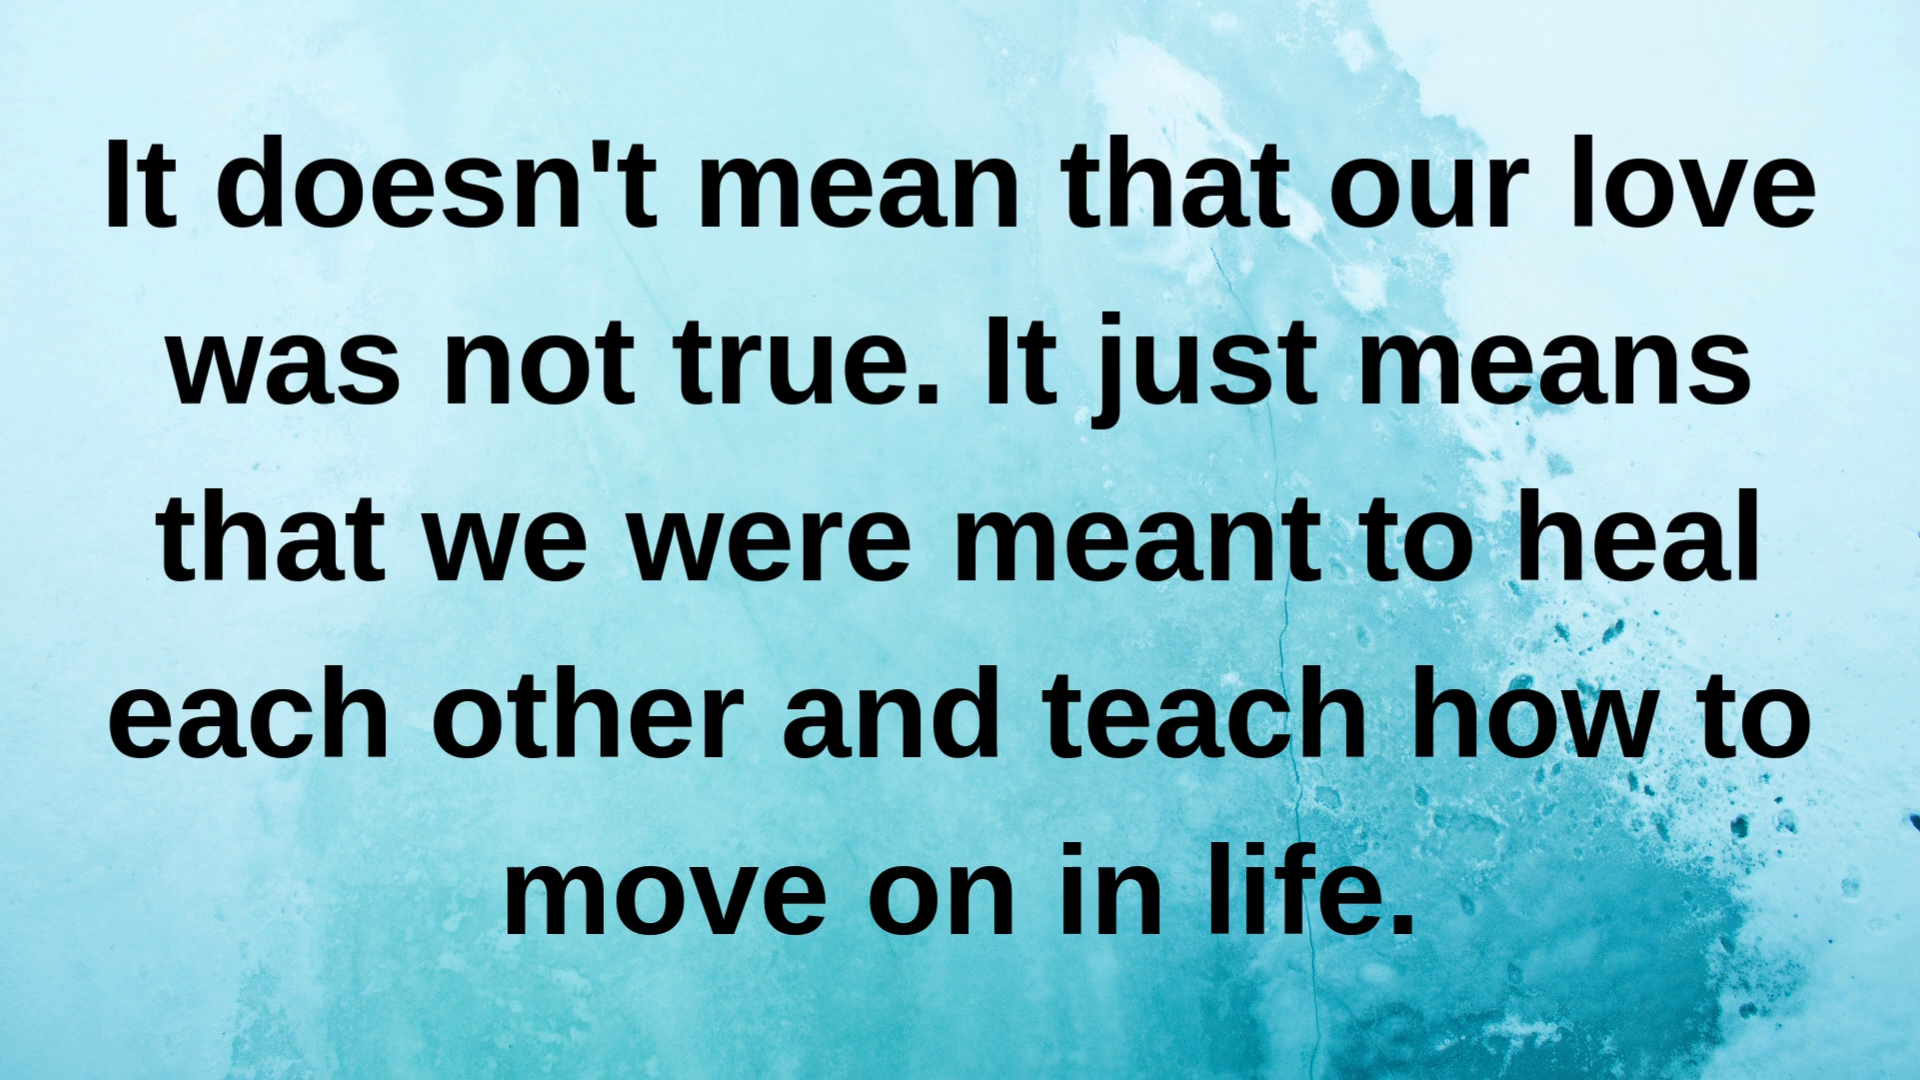 It doesn't mean that our love
was not true. It just means
that we were meant to heal
each other and teach how to
move on in life.